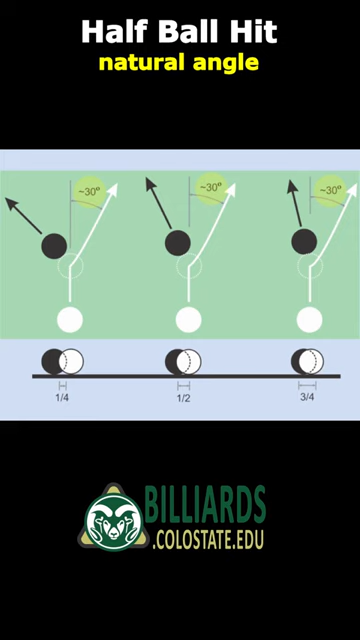 Half Ball Hit
natural angle
~30° ~30° ~30°
1/4 1/2 3/4
BILLIARDS
.COLOSTATE.EDU